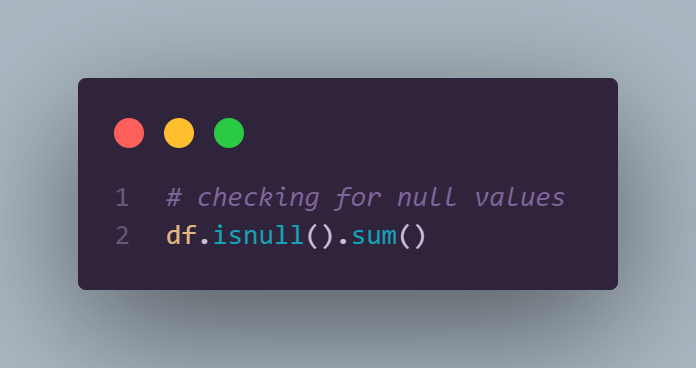 1 # checking for null values
2 df.isnull().sum()